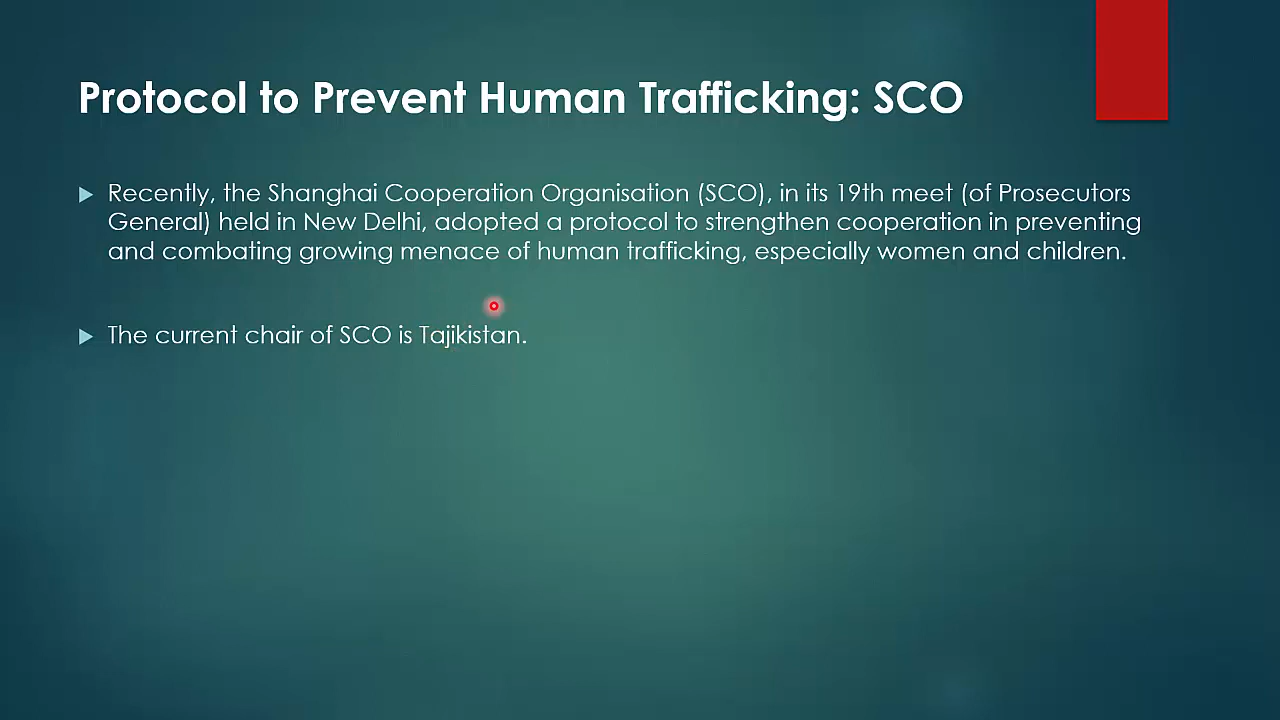 Protocol to Prevent Human Trafficking: SCO
Recently, the Shanghai Cooperation Organisation (SCO), in its 19th meet (of Prosecutors
General) held in New Delhi, adopted a protocol to strengthen cooperation in preventing
and combating growing menace of human trafficking, especially women and children.
The current chair of SCO is Tajikistan.